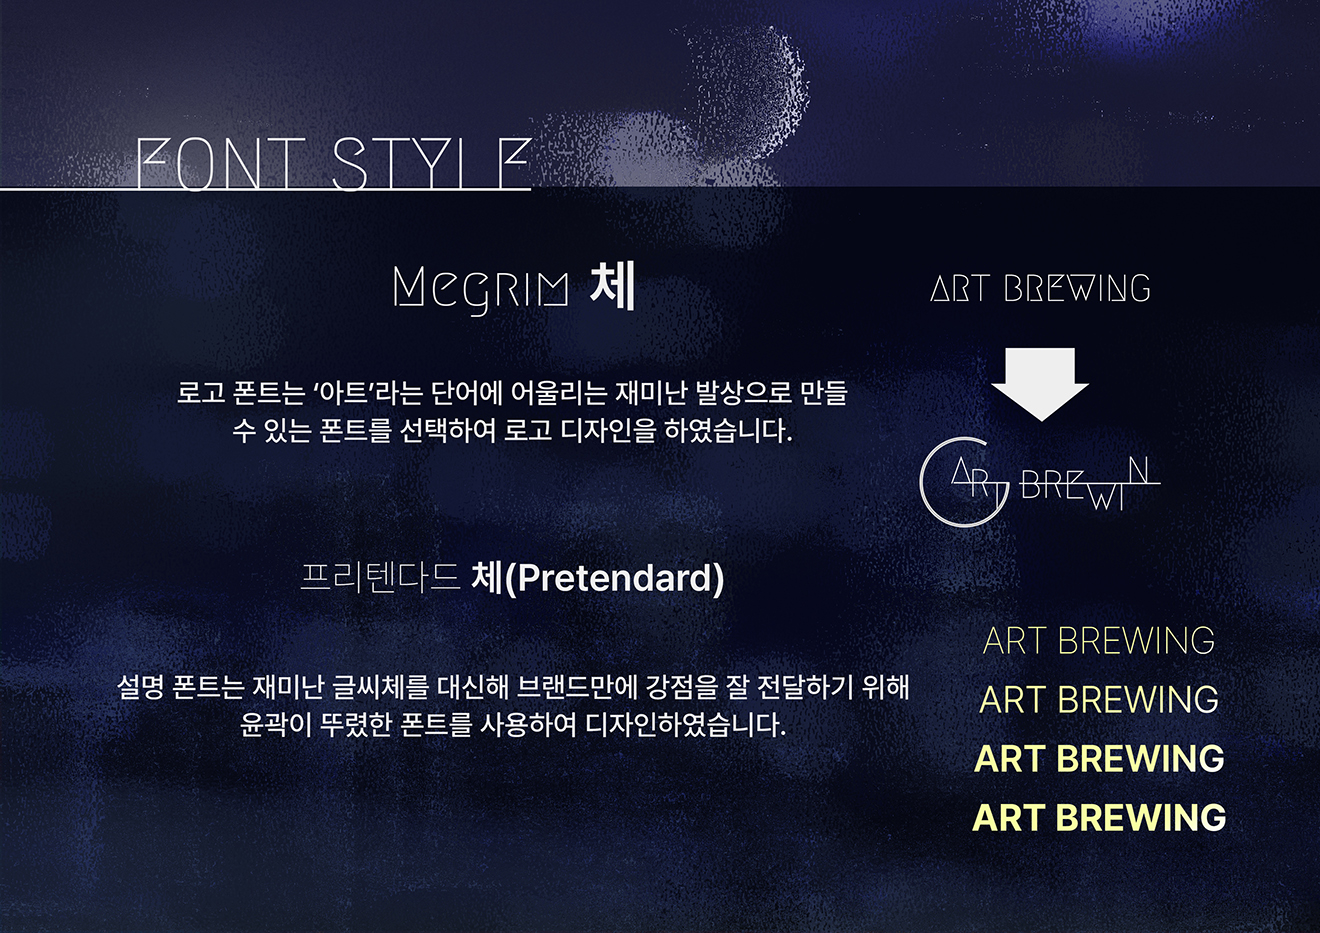 FONT STYLE
Megrim 체
로고 폰트는 ‘아트’라는 단어에 어울리는 재미난 발상으로 만들
수 있는 폰트를 선택하여 로고 디자인을 하였습니다.
ART BREWING
ART BREWIN G
프리텐다드 체(Pretendard)
설명 폰트는 재미난 글씨체를 대신해 브랜드만에 강점을 잘 전달하기 위해
윤곽이 뚜렸한 폰트를 사용하여 디자인하였습니다.
ART BREWING
ART BREWING
ART BREWING
ART BREWING